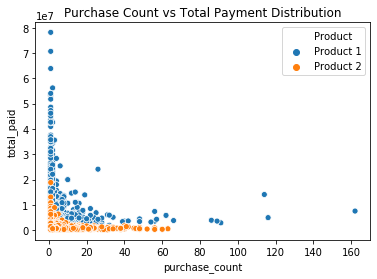 Purchase Count vs Total Payment Distribution
1e7
8
7
6
5
4
3
2
1
0
total_paid
Product
Product 1
Product 2
0 20 40 60 80 100 120 140 160
purchase_count